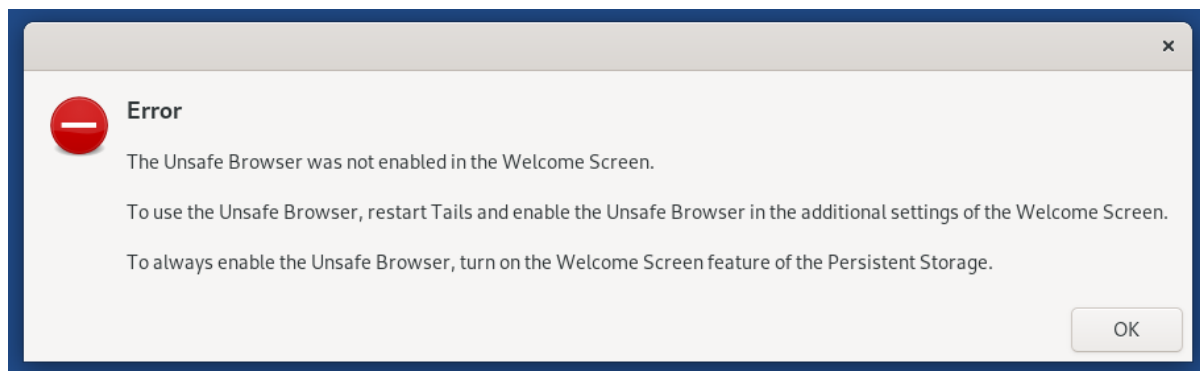 Error
The Unsafe Browser was not enabled in the Welcome Screen.
To use the Unsafe Browser, restart Tails and enable the Unsafe Browser in the additional settings of the Welcome Screen.
To always enable the Unsafe Browser, turn on the Welcome Screen feature of the Persistent Storage.
OK